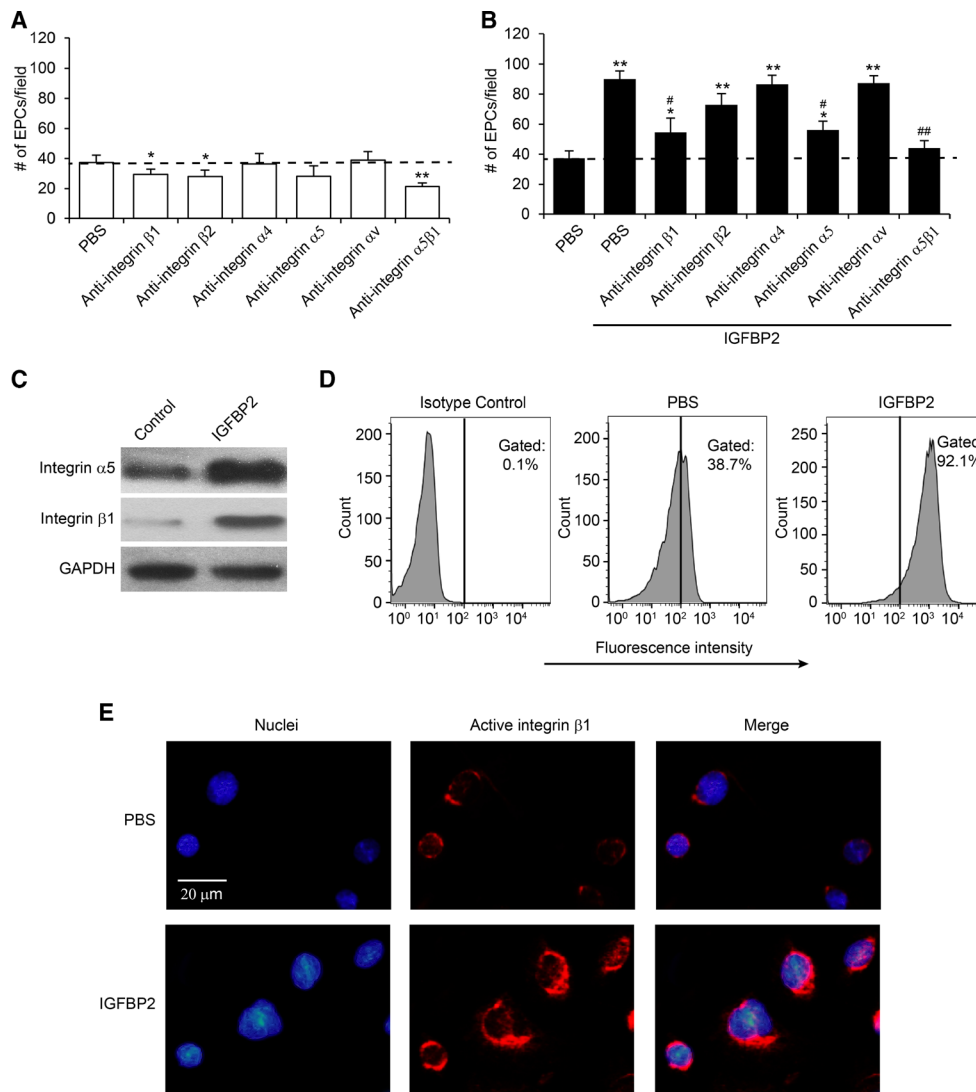 A
# of EPCs/field
120
100
80
60
40
20
0
*
*
**
PBS
Anti-integrin β1
Anti-integrin β2
Anti-integrin α4
Anti-integrin α5
Anti-integrin αv
Anti-integrin α5β1
B
# of EPCs/field
120
100
80
60
40
20
0
**
#
*
**
**
#
*
**
##
PBS
PBS
Anti-integrin β1
Anti-integrin β2
Anti-integrin α4
Anti-integrin α5
Anti-integrin αv
Anti-integrin α5β1
IGFBP2
C
Control
IGFBP2
Integrin α5
Integrin β1
GAPDH
D
Isotype Control
Gated:
0.1%
Count
200
150
100
50
0
10⁰ 10¹ 10² 10³ 10⁴
PBS
Gated:
38.7%
Count
200
150
100
50
0
10⁰ 10¹ 10² 10³ 10⁴
IGFBP2
Gated:
92.1%
Count
250
200
150
100
50
0
10⁰ 10¹ 10² 10³ 10⁴
Fluorescence intensity
E
Nuclei
Active integrin β1
Merge
PBS
20 μm
IGFBP2